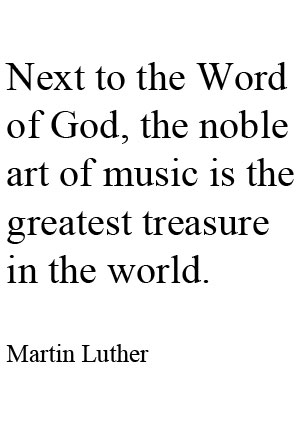 Next to the Word
of God, the noble
art of music is the
greatest treasure
in the world.
Martin Luther